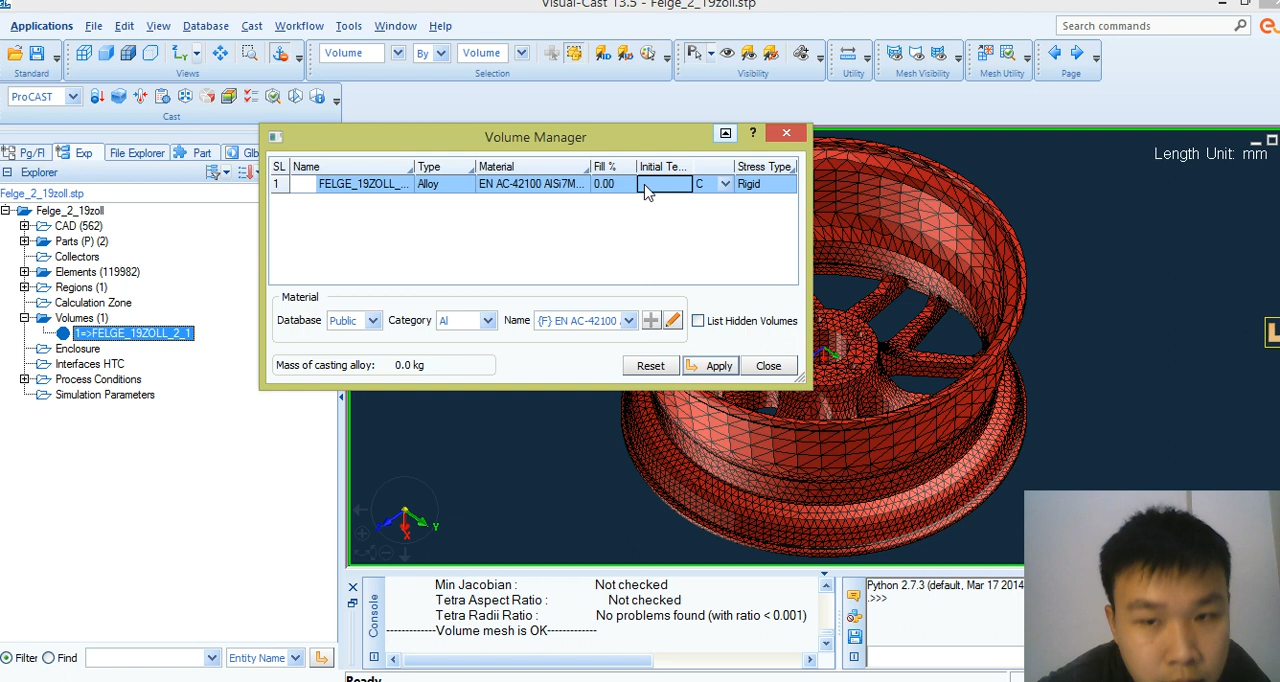 Visual-Cast 13.5 - Felge_2_19zoll.stp
Applications File Edit View Database Cast Workflow Tools Window Help
Search commands
Volume By Volume
Standard Views Selection Visibility Utility Mesh Visibility Mesh Utility Page
ProCAST
Cast
Pg/Fl Exp File Explorer Part Glb
Explorer
Felge_2_19zoll.stp
Felge_2_19zoll
CAD (562)
Parts (P) (2)
Collectors
Elements (119982)
Regions (1)
Calculation Zone
Volumes (1)
1=>FELGE_19ZOLL_2_1
Enclosure
Interfaces HTC
Process Conditions
Simulation Parameters
Filter Find Entity Name
Volume Manager
?
SL Name Type Material Fill % Initial Te... Stress Type
1 FELGE_19ZOLL_... Alloy EN AC-42100 AlSi7M... 0.00 C Rigid
Material
Database Public Category Al Name {F} EN AC-42100 List Hidden Volumes
Mass of casting alloy: 0.0 kg
Reset Apply Close
Length Unit: mm
X
Y
Console
Min Jacobian : Not checked
Tetra Aspect Ratio : Not checked
Tetra Radii Ratio : No problems found (with ratio < 0.001)
-------------Volume mesh is OK-------------
Python 2.7.3 (default, Mar 17 2014
>>>
Ready